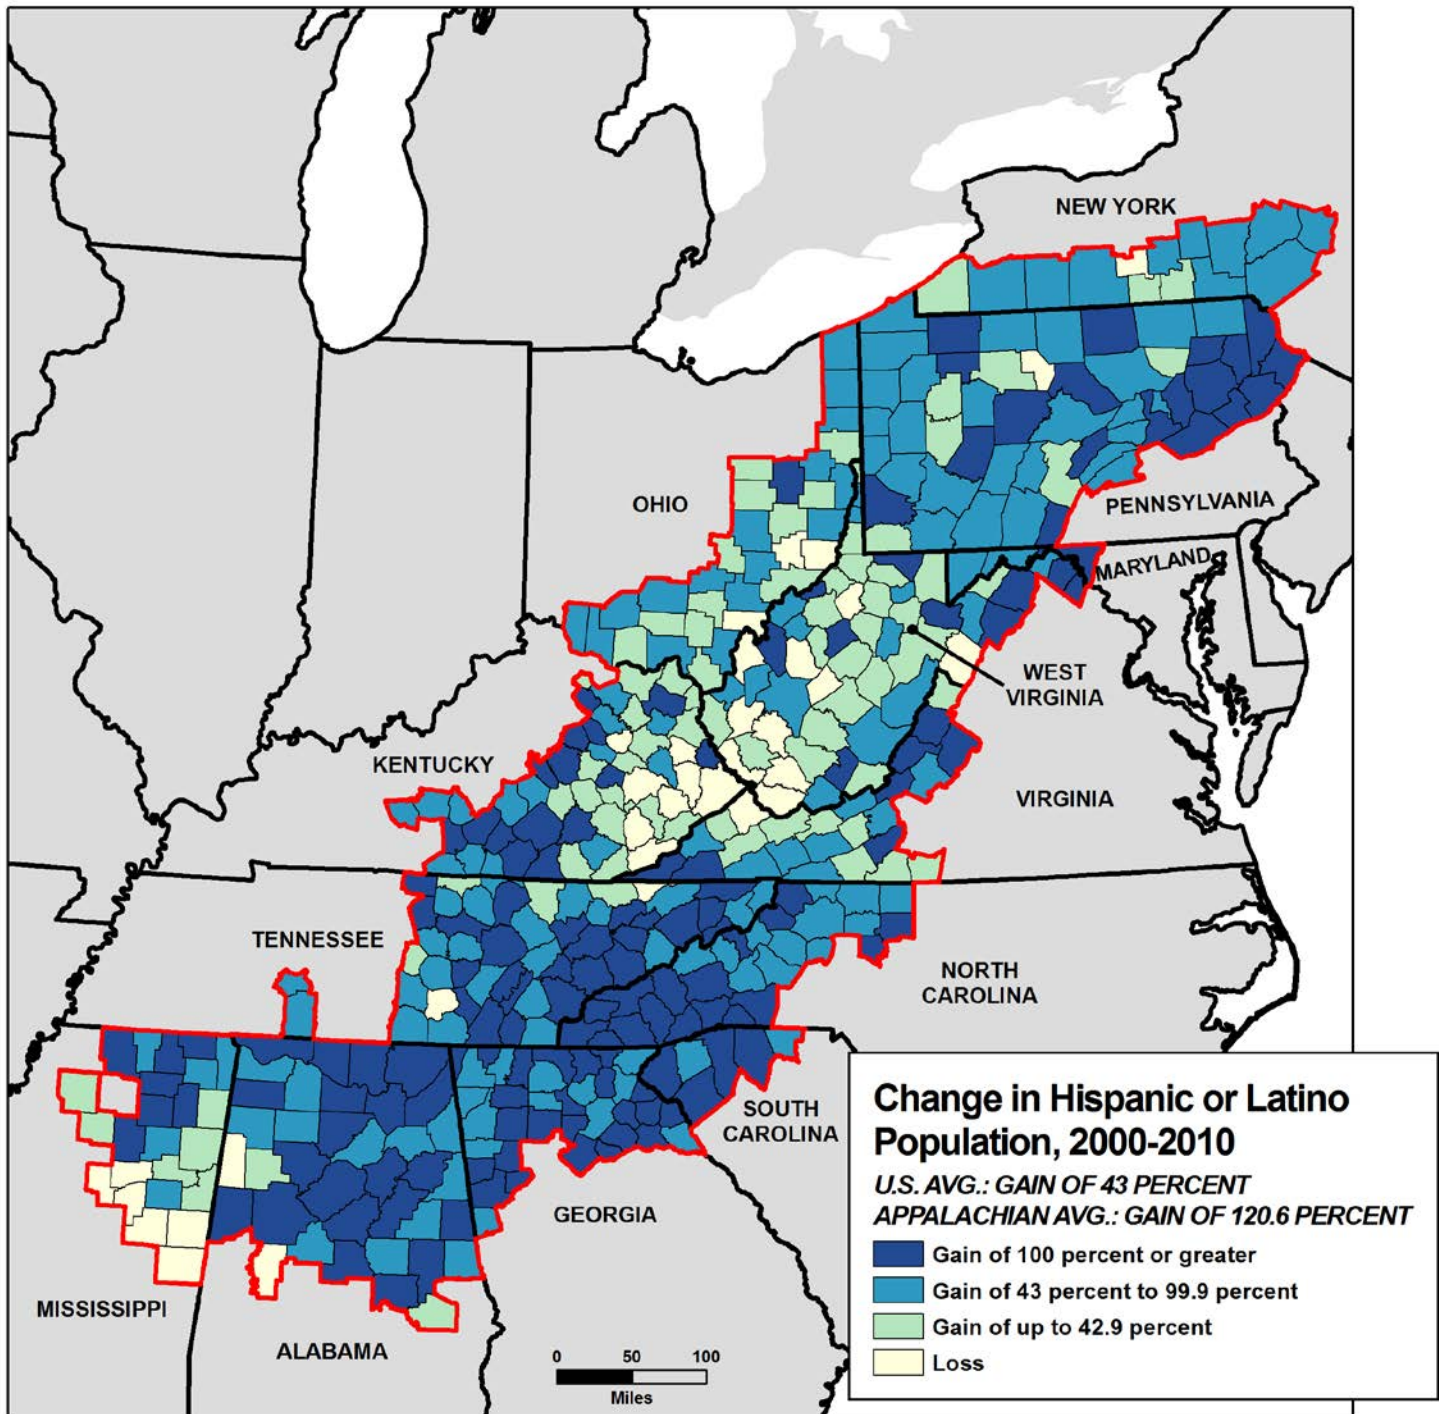 NEW YORK
OHIO
PENNSYLVANIA
MARYLAND
WEST
VIRGINIA
KENTUCKY
VIRGINIA
TENNESSEE
NORTH
CAROLINA
SOUTH
CAROLINA
GEORGIA
MISSISSIPPI
ALABAMA
0 50 100
Miles
Change in Hispanic or Latino
Population, 2000-2010
U.S. AVG.: GAIN OF 43 PERCENT
APPALACHIAN AVG.: GAIN OF 120.6 PERCENT
Gain of 100 percent or greater
Gain of 43 percent to 99.9 percent
Gain of up to 42.9 percent
Loss